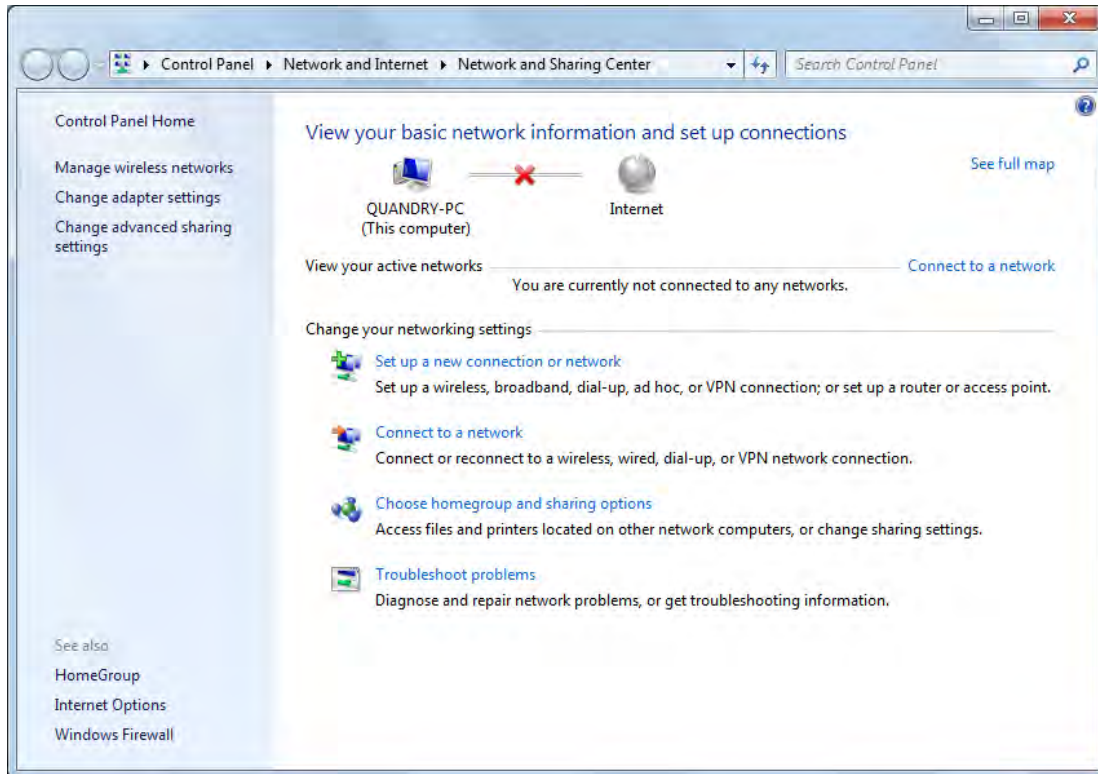 Control Panel ▸ Network and Internet ▸ Network and Sharing Center
Search Control Panel
Control Panel Home
Manage wireless networks
Change adapter settings
Change advanced sharing
settings
See also
HomeGroup
Internet Options
Windows Firewall
View your basic network information and set up connections
See full map
QUANDRY-PC
(This computer)
Internet
View your active networks
Connect to a network
You are currently not connected to any networks.
Change your networking settings
Set up a new connection or network
Set up a wireless, broadband, dial-up, ad hoc, or VPN connection; or set up a router or access point.
Connect to a network
Connect or reconnect to a wireless, wired, dial-up, or VPN network connection.
Choose homegroup and sharing options
Access files and printers located on other network computers, or change sharing settings.
Troubleshoot problems
Diagnose and repair network problems, or get troubleshooting information.